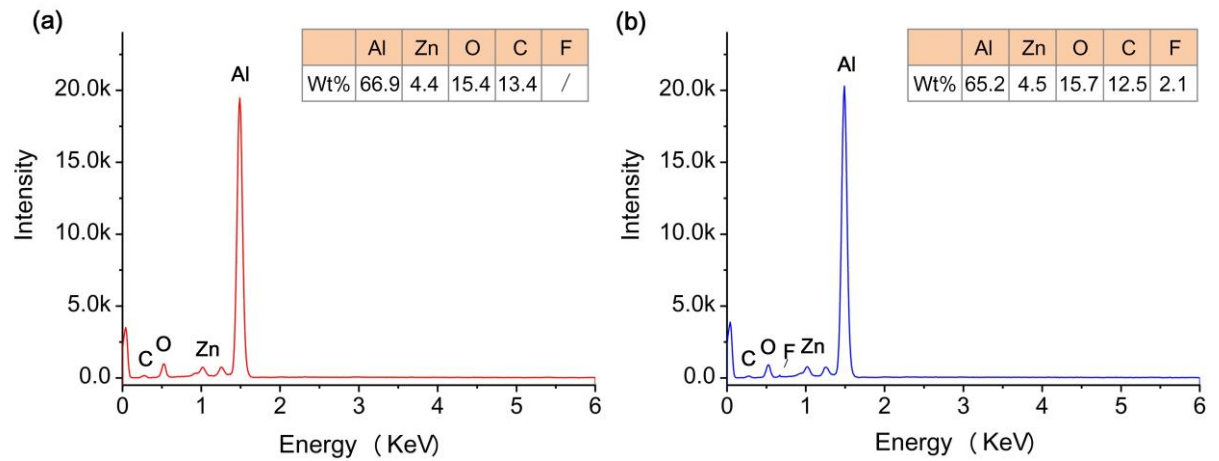 (a)
Al Zn O C F
Wt% 66.9 4.4 15.4 13.4 /
Al
20.0k
15.0k
10.0k
5.0k
0.0
Intensity
C O Zn
0 1 2 3 4 5 6
Energy ( KeV)
(b)
Al Zn O C F
Wt% 65.2 4.5 15.7 12.5 2.1
Al
20.0k
15.0k
10.0k
5.0k
0.0
Intensity
C O F Zn
0 1 2 3 4 5 6
Energy ( KeV)